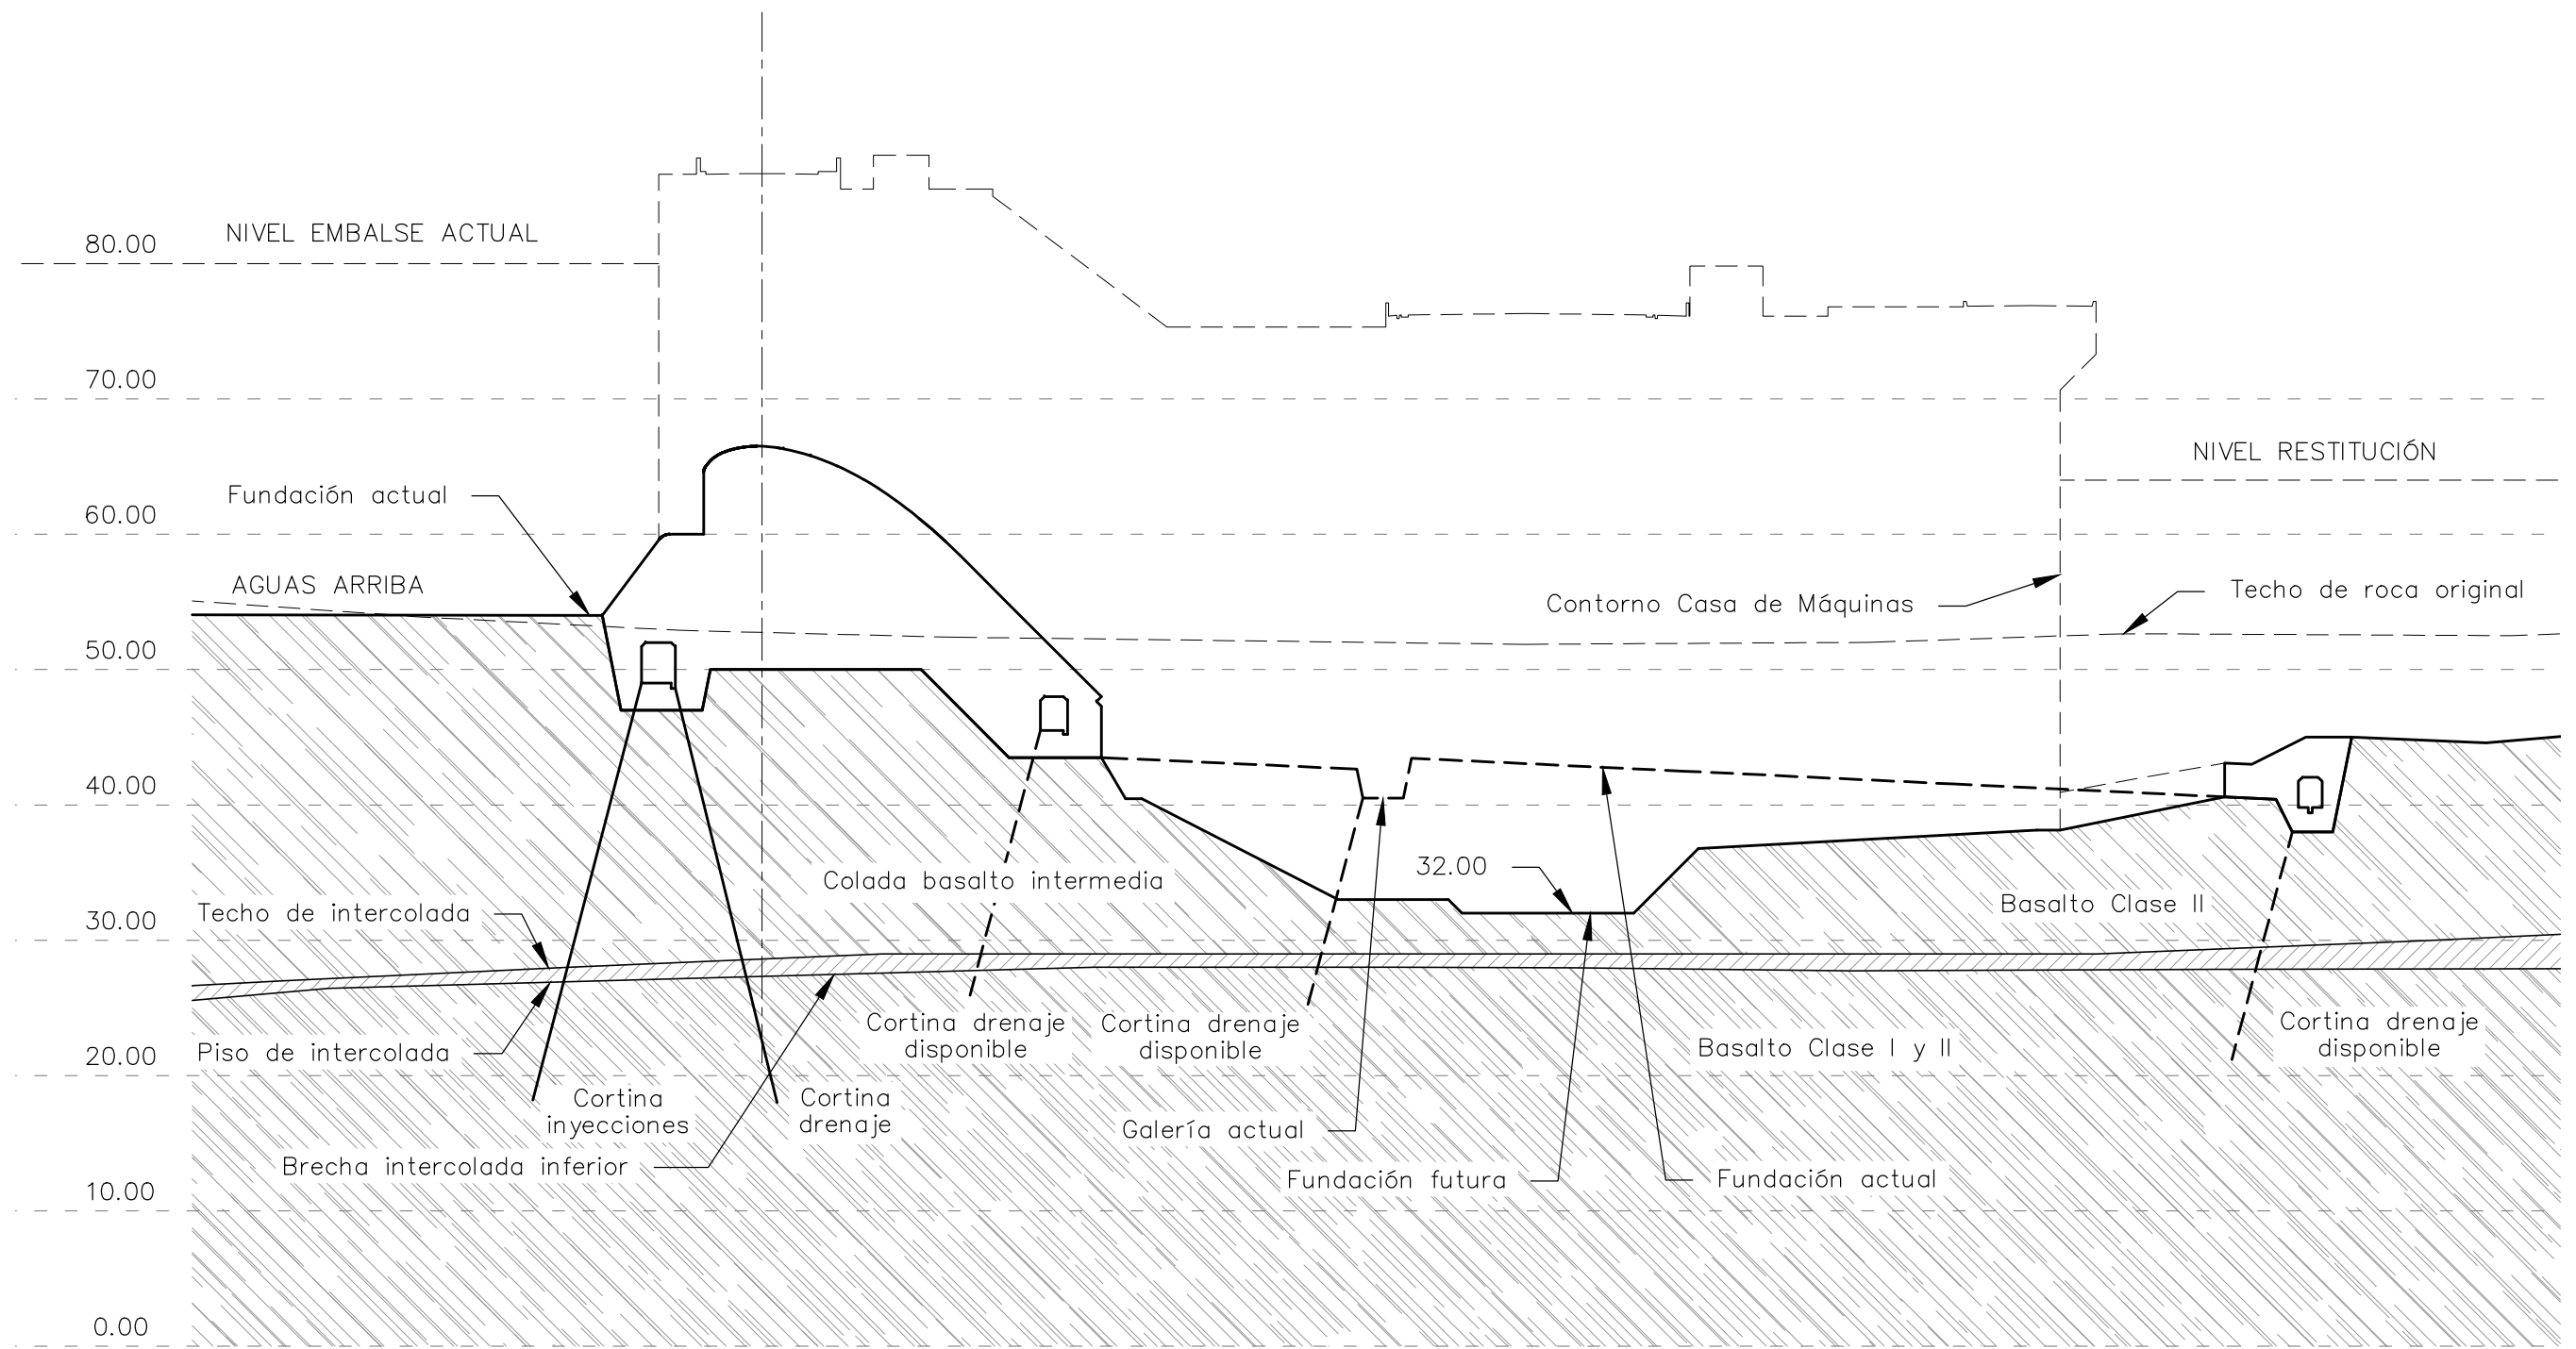 NIVEL EMBALSE ACTUAL
80.00
70.00
NIVEL RESTITUCIÓN
Fundación actual
60.00
AGUAS ARRIBA
Contorno Casa de Máquinas
Techo de roca original
50.00
40.00
32.00
Colada basalto intermedia
Basalto Clase II
Techo de intercolada
30.00
Cortina drenaje
disponible
Cortina drenaje
disponible
Cortina drenaje
disponible
Basalto Clase I y II
Piso de intercolada
20.00
Cortina
inyecciones
Cortina
drenaje
Galería actual
Brecha intercolada inferior
Fundación futura
Fundación actual
10.00
0.00